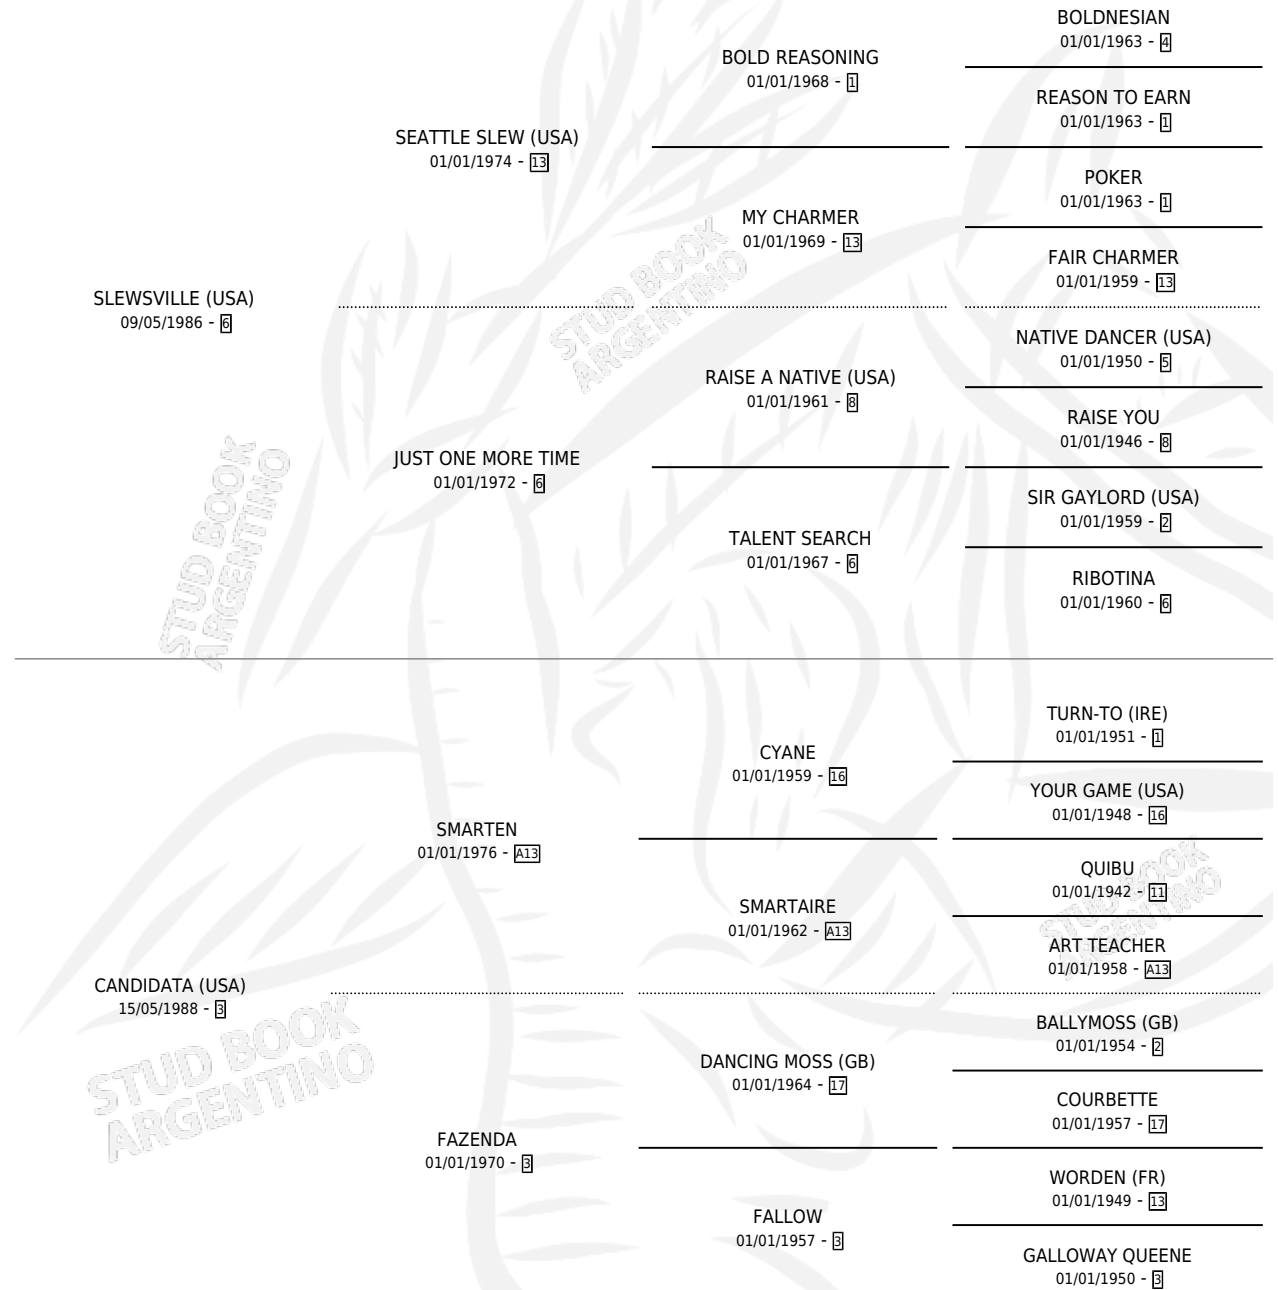 BOLDNESIAN
01/01/1963 - 4
BOLD REASONING
01/01/1968 - 1
REASON TO EARN
01/01/1963 - 1
SEATTLE SLEW (USA)
01/01/1974 - 13
POKER
01/01/1963 - 1
MY CHARMER
01/01/1969 - 13
FAIR CHARMER
01/01/1959 - 13
SLEWSVILLE (USA)
09/05/1986 - 6
NATIVE DANCER (USA)
01/01/1950 - 5
RAISE A NATIVE (USA)
01/01/1961 - 8
RAISE YOU
01/01/1946 - 8
JUST ONE MORE TIME
01/01/1972 - 6
SIR GAYLORD (USA)
01/01/1959 - 2
TALENT SEARCH
01/01/1967 - 6
RIBOTINA
01/01/1960 - 6
TURN-TO (IRE)
01/01/1951 - 1
CYANE
01/01/1959 - 16
YOUR GAME (USA)
01/01/1948 - 16
SMARTEN
01/01/1976 - A13
QUIBU
01/01/1942 - 11
SMARTAIRE
01/01/1962 - A13
ART TEACHER
01/01/1958 - A13
CANDIDATA (USA)
15/05/1988 - 3
BALLYMOSS (GB)
01/01/1954 - 2
DANCING MOSS (GB)
01/01/1964 - 17
COURBETTE
01/01/1957 - 17
FAZENDA
01/01/1970 - 3
WORDEN (FR)
01/01/1949 - 13
FALLOW
01/01/1957 - 3
GALLOWAY QUEENE
01/01/1950 - 3
STUD BOOK
ARGENTINO
STUD BOOK
ARGENTINO
STUD BOOK
ARGENTINO
STUD BOOK
ARGENTINO